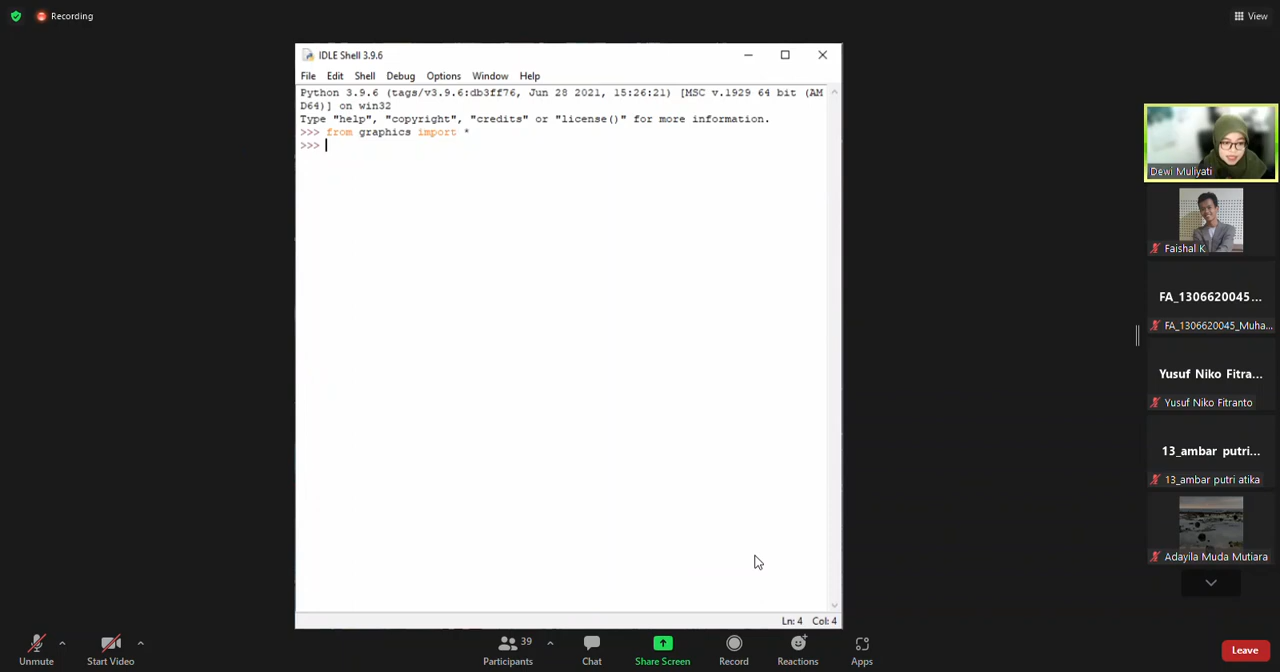 Recording
View
IDLE Shell 3.9.6
File Edit Shell Debug Options Window Help
Python 3.9.6 (tags/v3.9.6:db3ff76, Jun 28 2021, 15:26:21) [MSC v.1929 64 bit (AM
D64)] on win32
Type "help", "copyright", "credits" or "license()" for more information.
>>> from graphics import *
>>>
Ln: 4 Col: 4
Dewi Muliyati
Faishal K
FA_1306620045...
FA_1306620045_Muha...
Yusuf Niko Fitra...
Yusuf Niko Fitranto
13_ambar putri...
13_ambar putri atika
Adayila Muda Mutiara
Unmute
Start Video
39
Participants
Chat
Share Screen
Record
Reactions
Apps
Leave